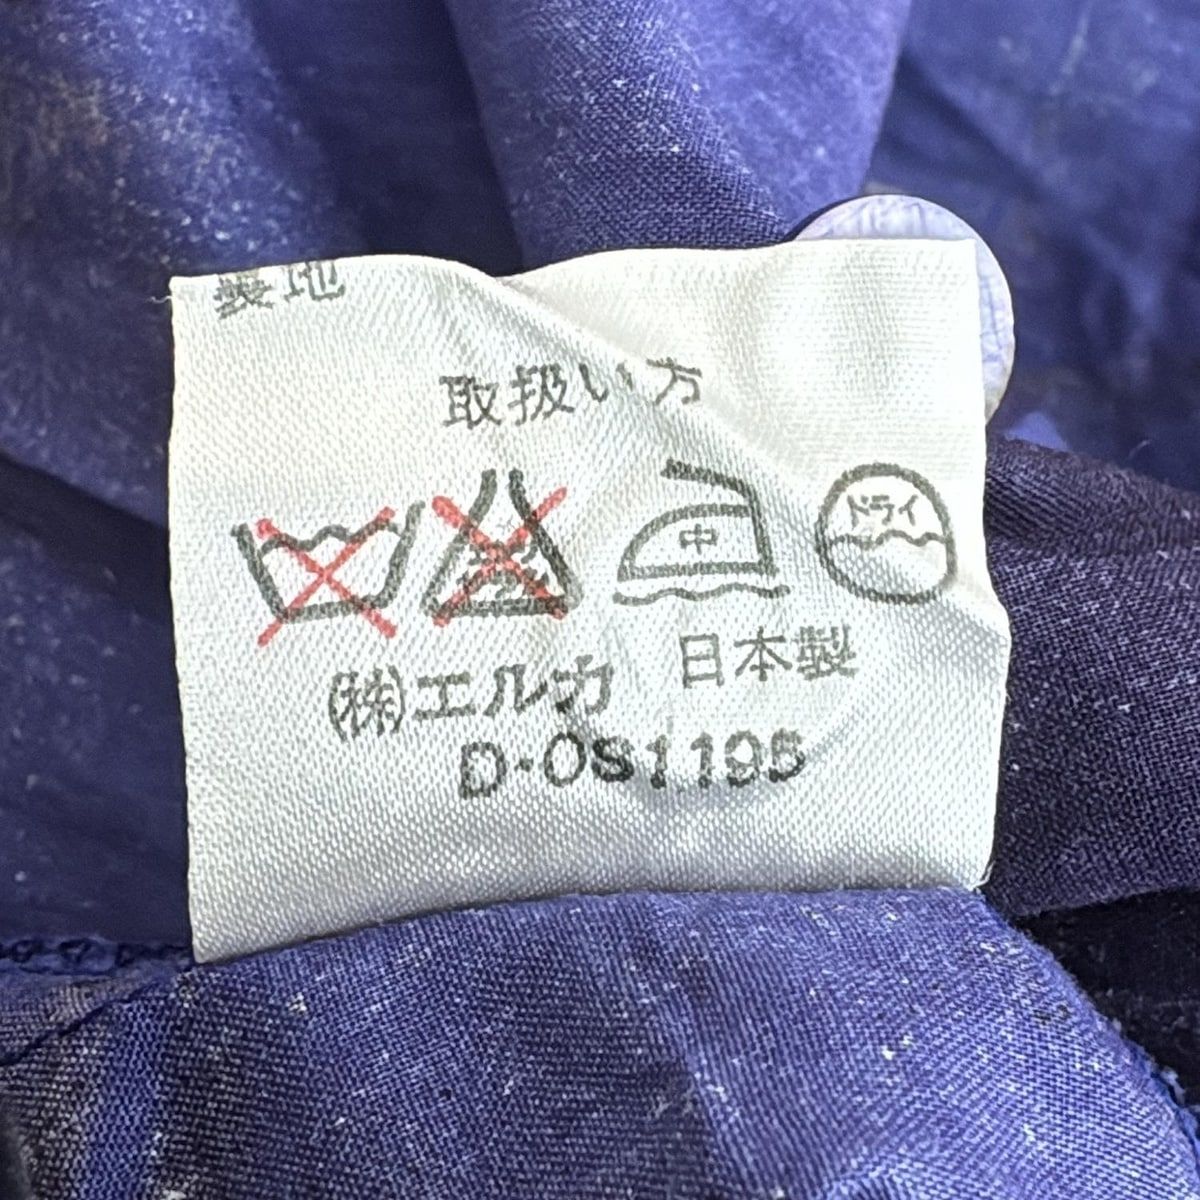 裏地
取扱い方
中 ドライ
㈱エルカ 日本製
D·OS1195